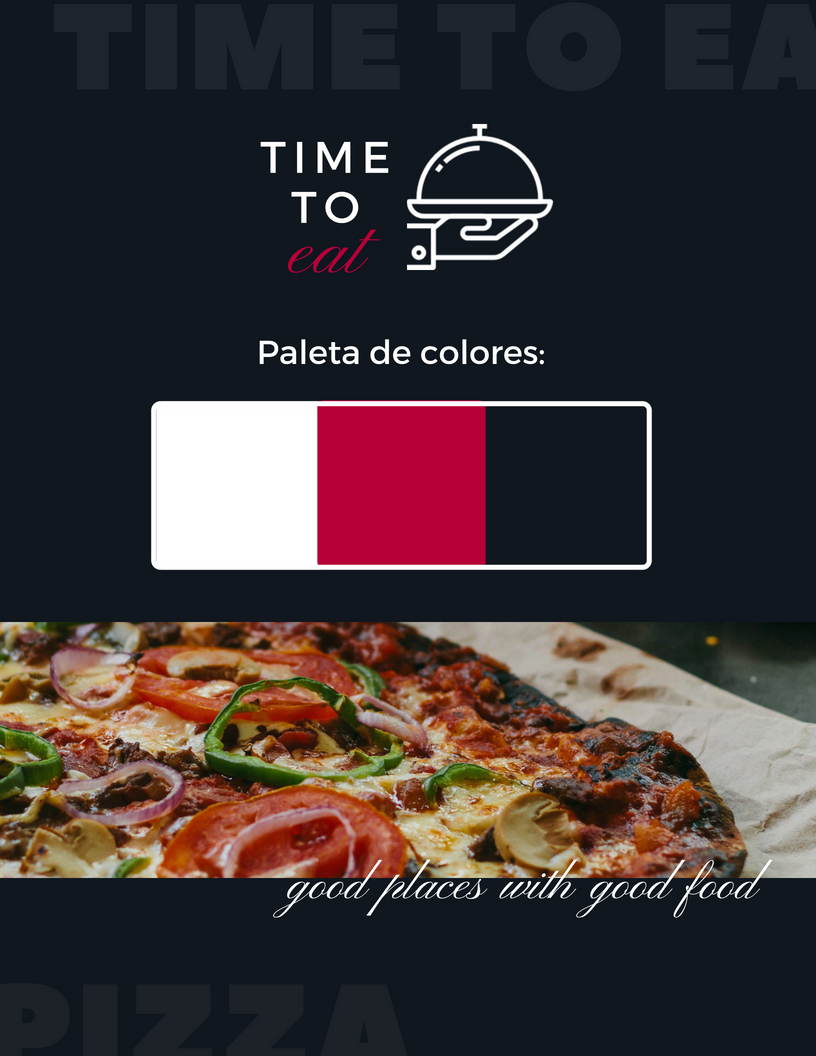 TIME TO EA
TIME
TO
eat
Paleta de colores:
good places with good food
PIZZA